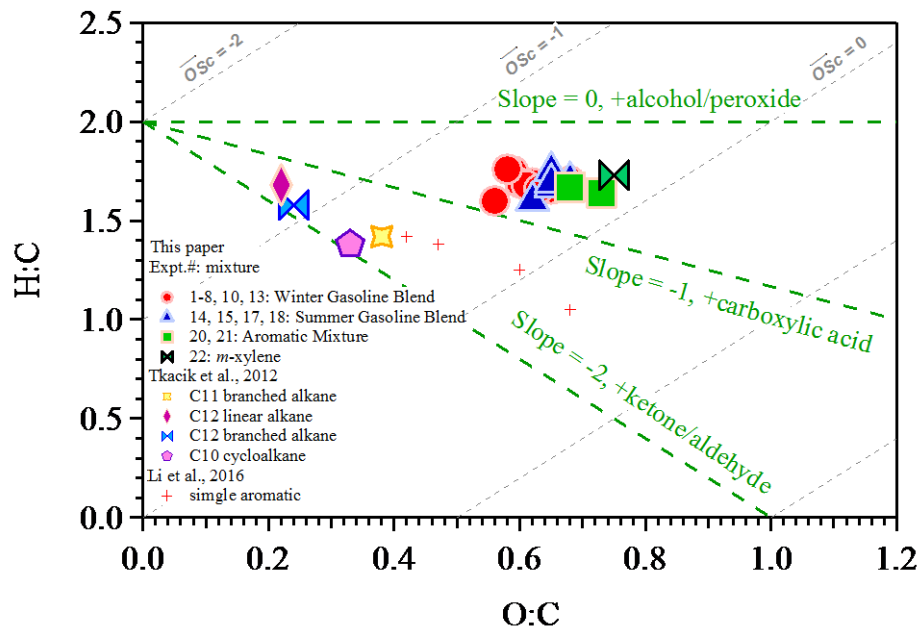 2.5
2.0
1.5
1.0
0.5
0.0
H:C
OSc = -2
OSc = -1
OSc = 0
Slope = 0, +alcohol/peroxide
Slope = -1, +carboxylic acid
Slope = -2, +ketone/aldehyde
This paper
Expt.#: mixture
1-8, 10, 13: Winter Gasoline Blend
14, 15, 17, 18: Summer Gasoline Blend
20, 21: Aromatic Mixture
22: m-xylene
Tkacik et al., 2012
C11 branched alkane
C12 linear alkane
C12 branched alkane
C10 cycloalkane
Li et al., 2016
simgle aromatic
0.0 0.2 0.4 0.6 0.8 1.0 1.2
O:C